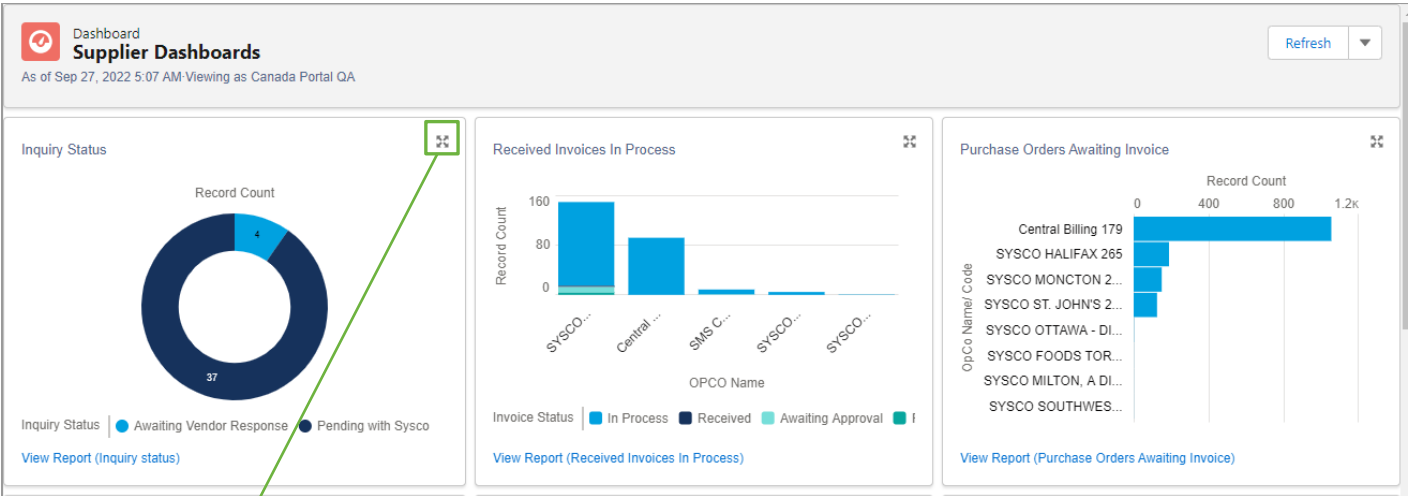 Dashboard
Supplier Dashboards
As of Sep 27, 2022 5:07 AM·Viewing as Canada Portal QA
Refresh
Inquiry Status
Record Count
4
37
Inquiry Status
Awaiting Vendor Response
Pending with Sysco
View Report (Inquiry status)
Received Invoices In Process
Record Count
160
80
0
SYSCO...
Central ...
SMS C...
SYSCO...
SYSCO...
OPCO Name
Invoice Status
In Process
Received
Awaiting Approval
View Report (Received Invoices In Process)
Purchase Orders Awaiting Invoice
Record Count
0 400 800 1.2K
OpCo Name/ Code
Central Billing 179
SYSCO HALIFAX 265
SYSCO MONCTON 2...
SYSCO ST. JOHN'S 2...
SYSCO OTTAWA - DI...
SYSCO FOODS TOR...
SYSCO MILTON, A DI...
SYSCO SOUTHWES...
View Report (Purchase Orders Awaiting Invoice)